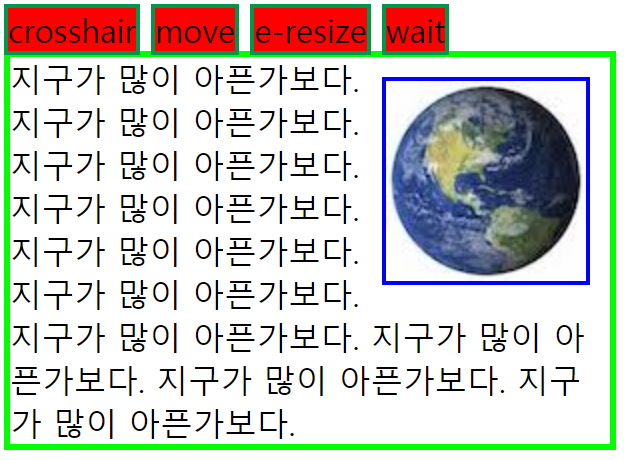 crosshair move e-resize wait
지구가 많이 아픈가보다.
지구가 많이 아픈가보다.
지구가 많이 아픈가보다.
지구가 많이 아픈가보다.
지구가 많이 아픈가보다.
지구가 많이 아픈가보다.
지구가 많이 아픈가보다. 지구가 많이 아
픈가보다. 지구가 많이 아픈가보다. 지구
가 많이 아픈가보다.